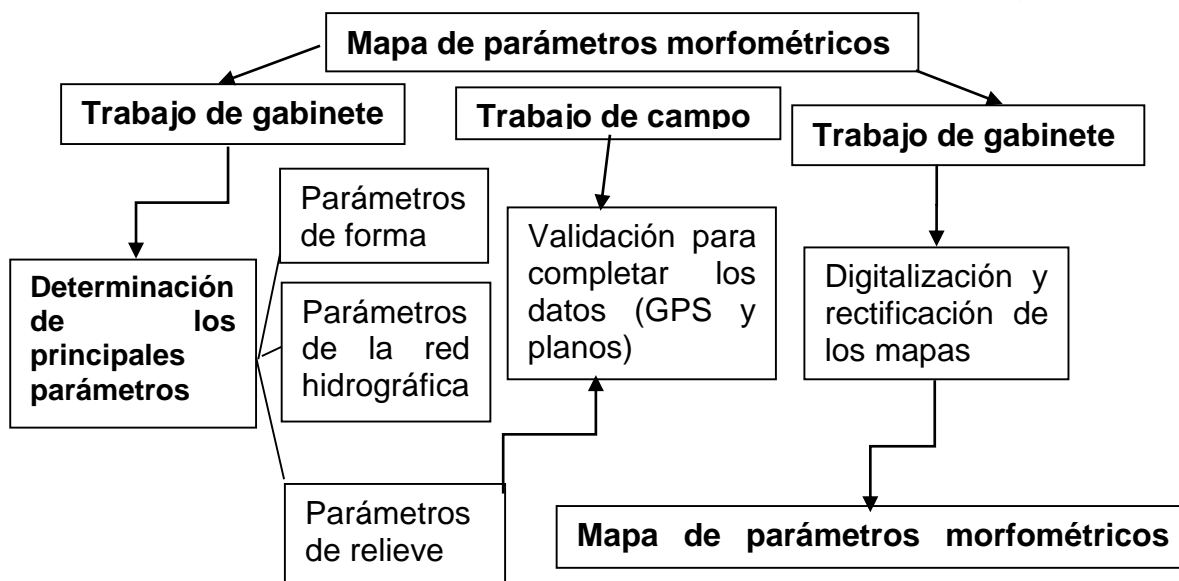 Mapa de parámetros morfométricos
Trabajo de gabinete
Trabajo de campo
Trabajo de gabinete
Parámetros
de forma
Validación para
completar los
datos (GPS y
planos)
Digitalización y
rectificación de
los mapas
Determinación
de los
principales
parámetros
Parámetros
de la red
hidrográfica
Parámetros
de relieve
Mapa de parámetros morfométricos